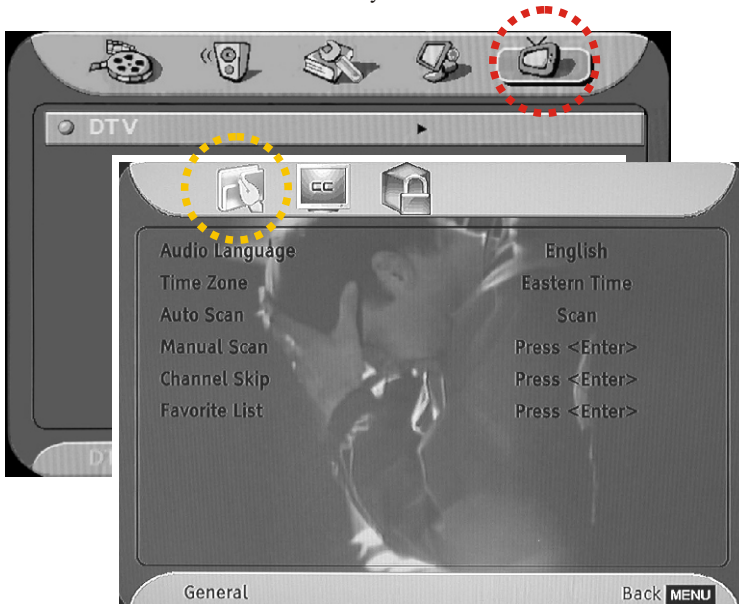 DTV
CC
Audio Language English
Time Zone Eastern Time
Auto Scan Scan
Manual Scan Press <Enter>
Channel Skip Press <Enter>
Favorite List Press <Enter>
General Back MENU